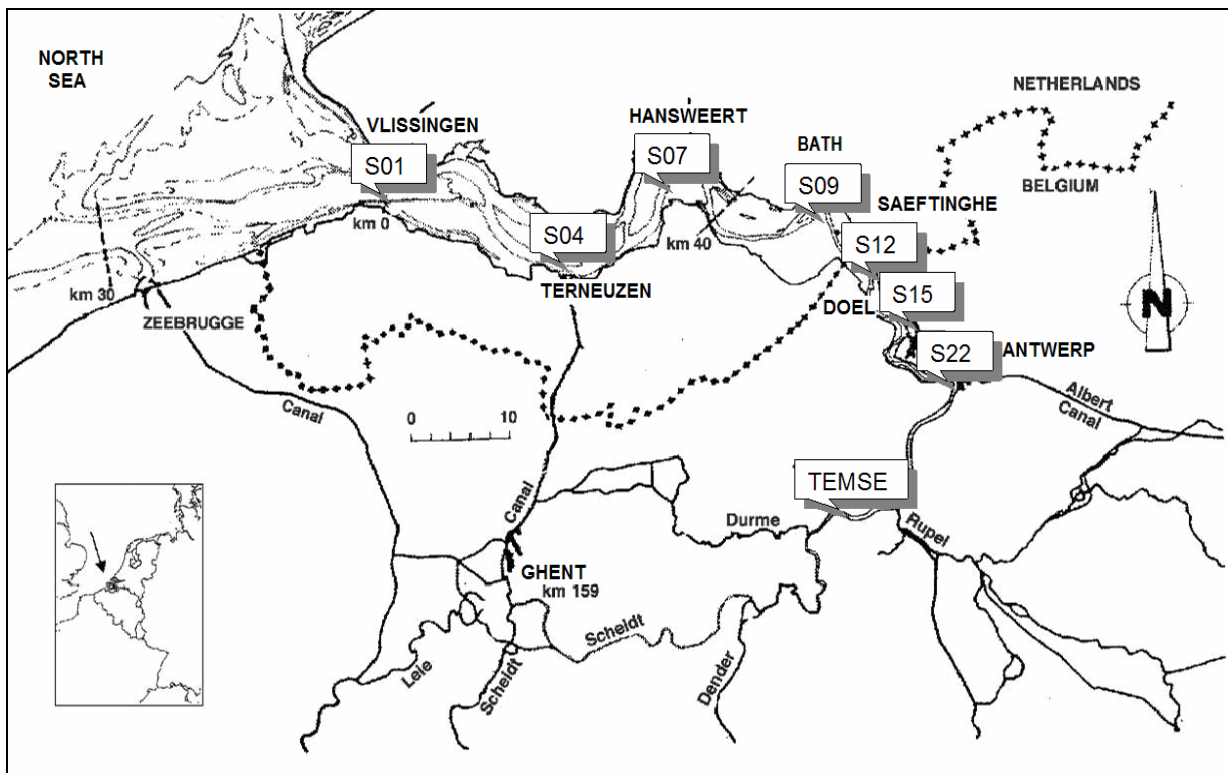 NORTH
SEA
VLISSINGEN
S01
HANSWEERT
S07
BATH
S09
NETHERLANDS
BELGIUM
SAEFTINGHE
S12
km 0
S04
km 40
TERNEUZEN
S15
DOEL
km 30
ZEEBRUGGE
S22
ANTWERP
N
Canal
0 10
Albert
Canal
TEMSE
Canal
Durme
Rupel
GHENT
km 159
Scheldt
Leie
Scheldt
Dender